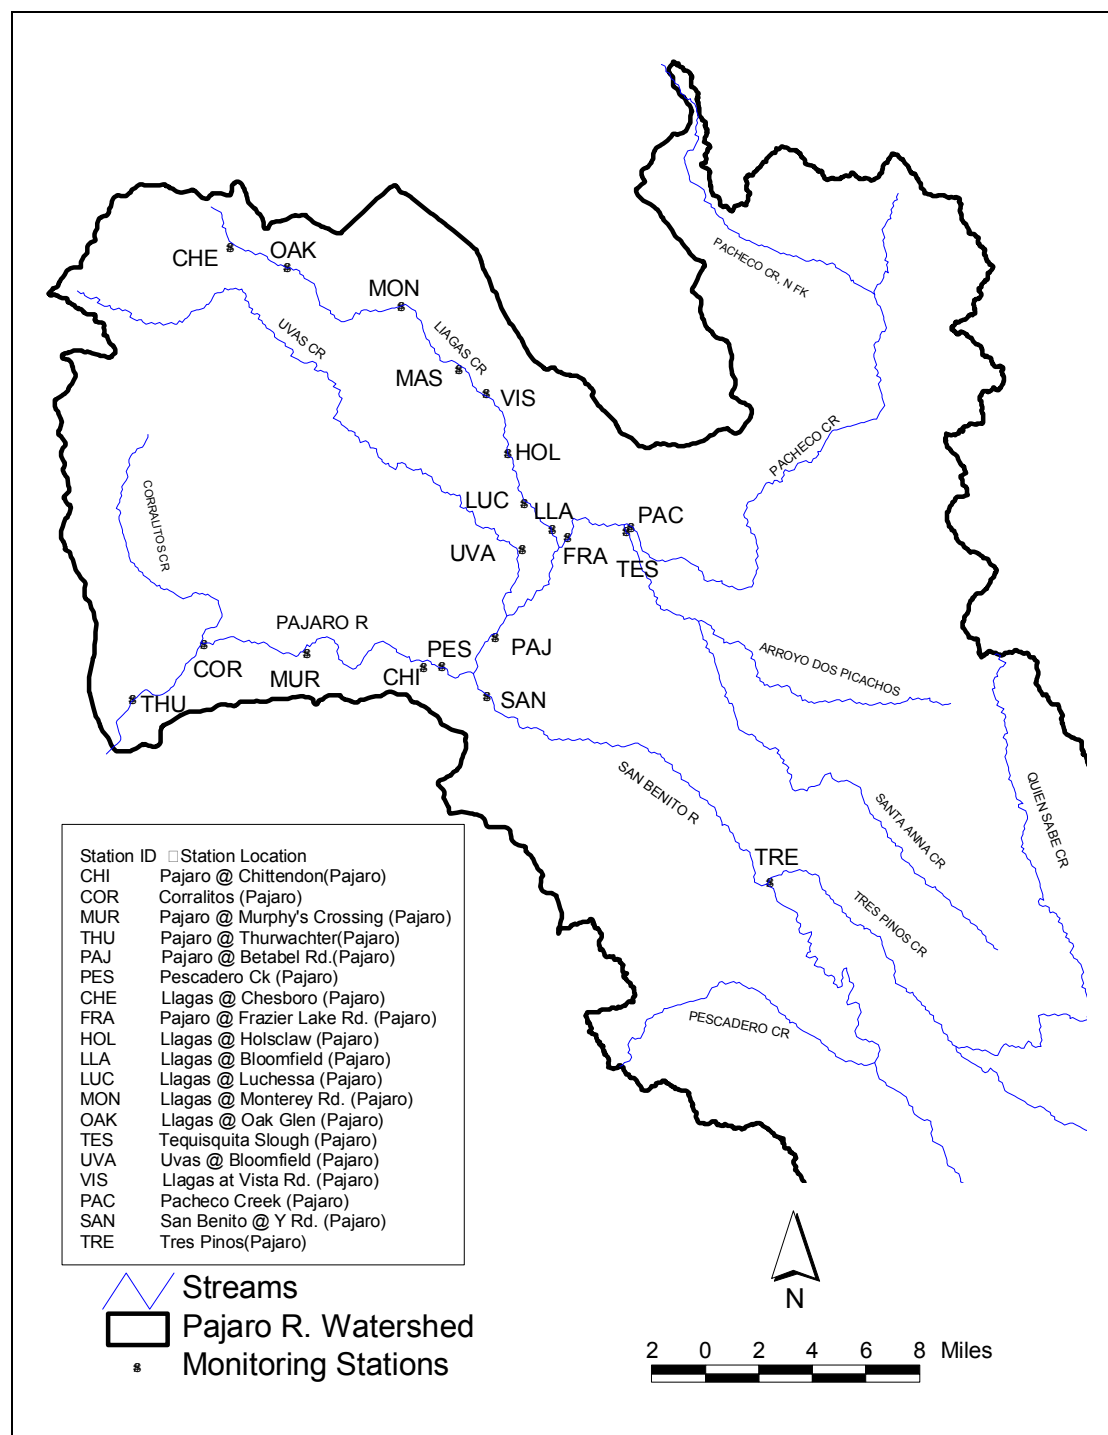 PACHECO CR, N FK
CHE
OAK
MON
UVAS CR
LIAGAS CR
MAS
VIS
HOL
PACHECO CR
CORRALITOS CR
LUC
LLA
PAC
UVA
FRA
TES
PAJARO R
COR
MUR
CHI
PES
PAJ
ARROYO DOS PICACHOS
THU
SAN
SAN BENITO R
SANTA ANNA CR
QUIEN SABE CR
TRE
TRES PINOS CR
PESCADERO CR
Station ID □Station Location
CHI Pajaro @ Chittendon(Pajaro)
COR Corralitos (Pajaro)
MUR Pajaro @ Murphy's Crossing (Pajaro)
THU Pajaro @ Thurwachter(Pajaro)
PAJ Pajaro @ Betabel Rd.(Pajaro)
PES Pescadero Ck (Pajaro)
CHE Llagas @ Chesboro (Pajaro)
FRA Pajaro @ Frazier Lake Rd. (Pajaro)
HOL Llagas @ Holsclaw (Pajaro)
LLA Llagas @ Bloomfield (Pajaro)
LUC Llagas @ Luchessa (Pajaro)
MON Llagas @ Monterey Rd. (Pajaro)
OAK Llagas @ Oak Glen (Pajaro)
TES Tequisquita Slough (Pajaro)
UVA Uvas @ Bloomfield (Pajaro)
VIS Llagas at Vista Rd. (Pajaro)
PAC Pacheco Creek (Pajaro)
SAN San Benito @ Y Rd. (Pajaro)
TRE Tres Pinos(Pajaro)
Streams
Pajaro R. Watershed
Monitoring Stations
N
2 0 2 4 6 8 Miles